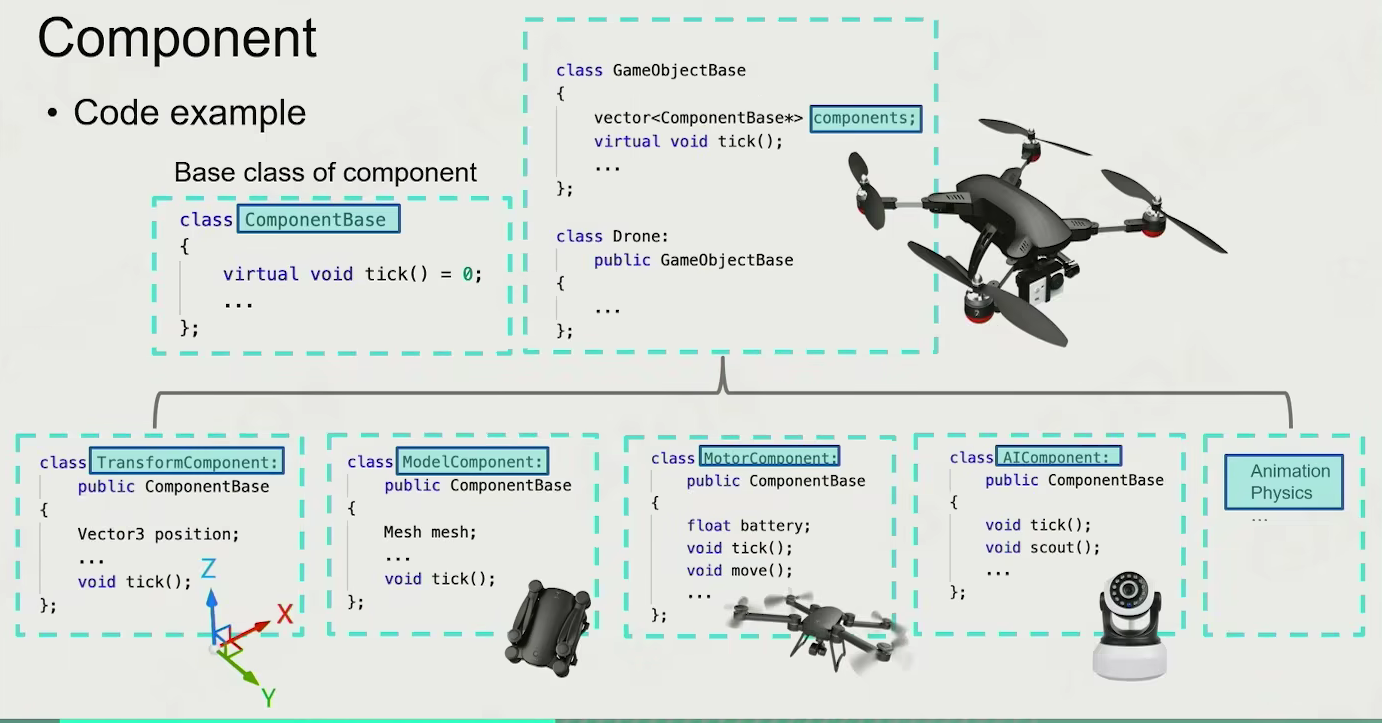 Component
• Code example
Base class of component
class ComponentBase
{
virtual void tick() = 0;
...
};
class GameObjectBase
{
vector<ComponentBase*> components;
virtual void tick();
...
};
class Drone:
public GameObjectBase
{
...
};
class TransformComponent:
public ComponentBase
{
Vector3 position;
...
void tick();
};
Z
X
Y
class ModelComponent:
public ComponentBase
{
Mesh mesh;
...
void tick();
};
class MotorComponent:
public ComponentBase
{
float battery;
void tick();
void move();
...
};
class AIComponent:
public ComponentBase
{
void tick();
void scout();
...
};
Animation
Physics
...